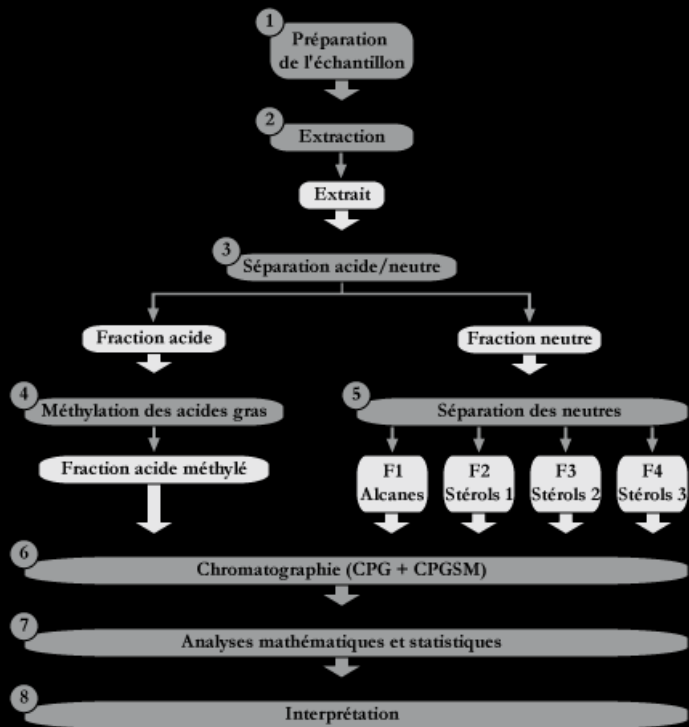 1
Préparation
de l'échantillon
2
Extraction
Extrait
3
Séparation acide/neutre
Fraction acide
Fraction neutre
4
Méthylation des acides gras
5
Séparation des neutres
Fraction acide méthylé
F1
Alcanes
F2
Stérols 1
F3
Stérols 2
F4
Stérols 3
6
Chromatographie (CPG + CPGSM)
7
Analyses mathématiques et statistiques
8
Interprétation